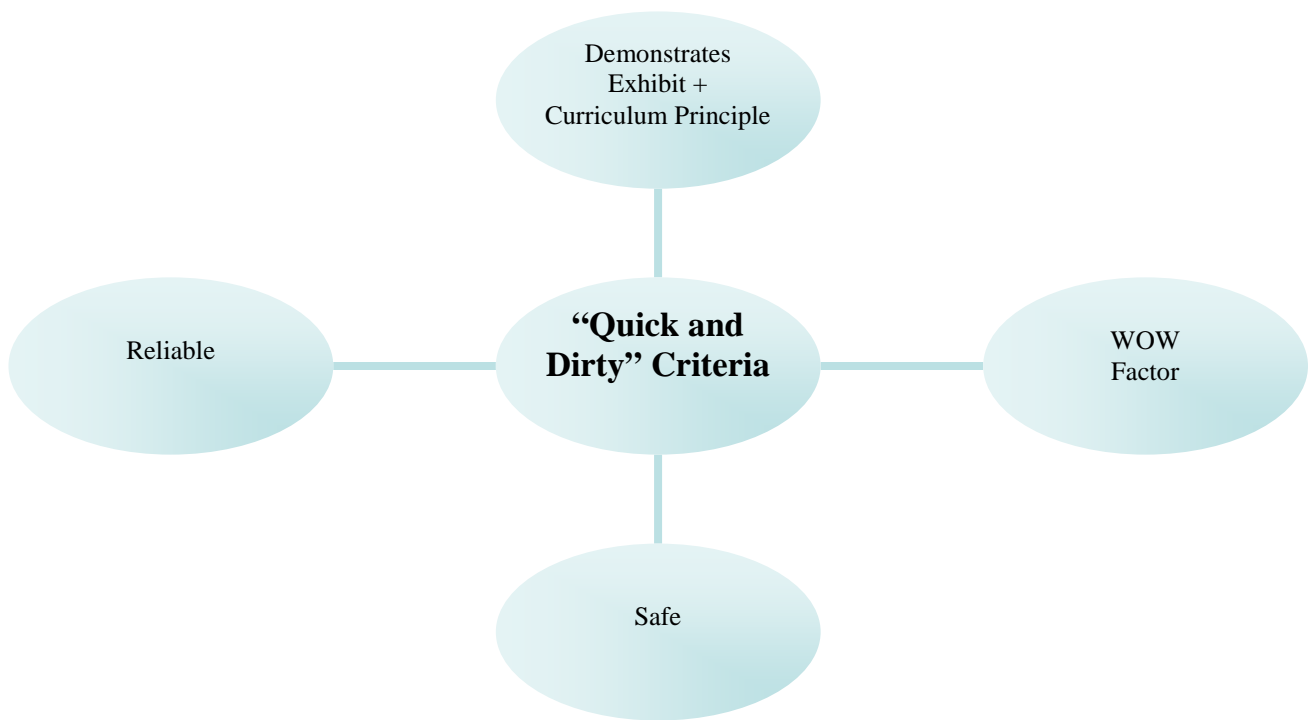 Demonstrates
Exhibit +
Curriculum Principle
Reliable
“Quick and
Dirty” Criteria
WOW
Factor
Safe